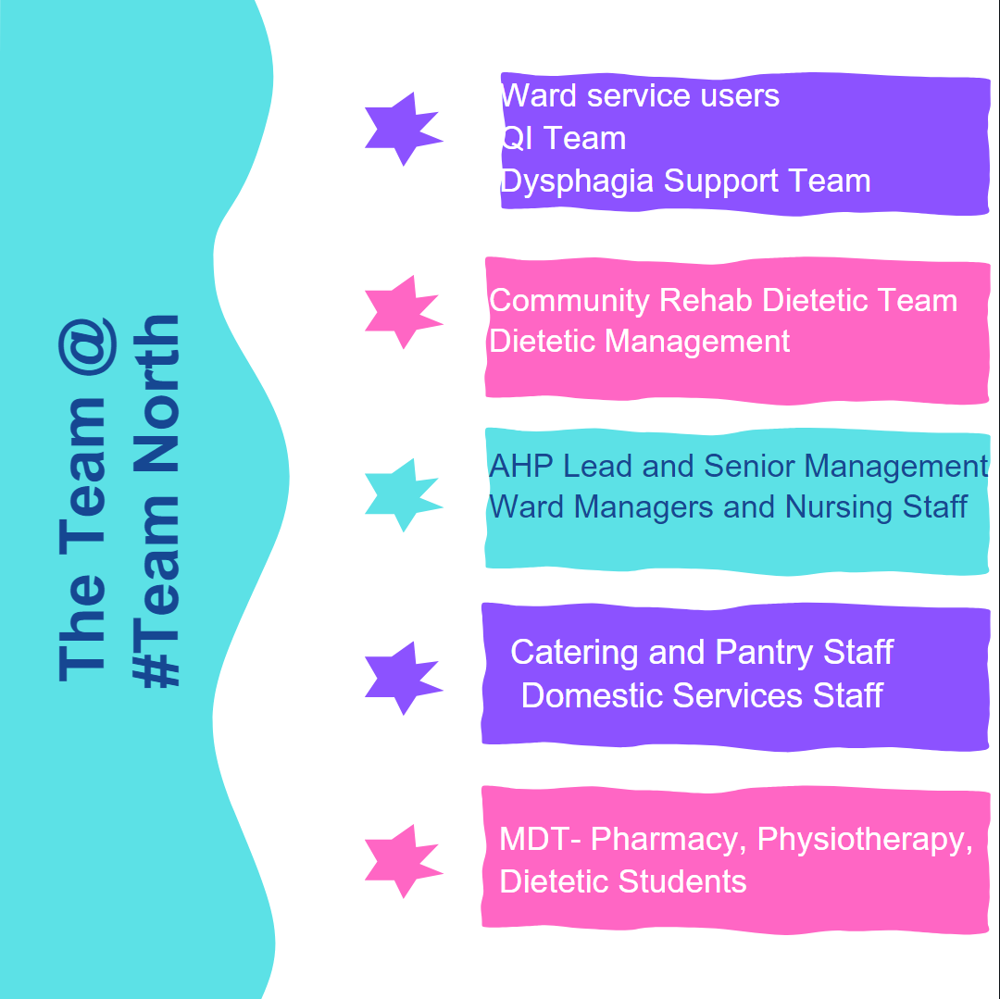 The Team @
#Team North
Ward service users
QI Team
Dysphagia Support Team
Community Rehab Dietetic Team
Dietetic Management
AHP Lead and Senior Management
Ward Managers and Nursing Staff
Catering and Pantry Staff
Domestic Services Staff
MDT- Pharmacy, Physiotherapy,
Dietetic Students